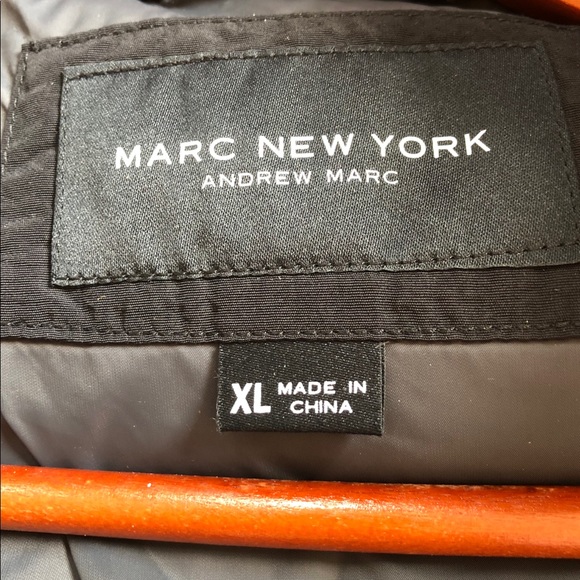 MARC NEW YORK
ANDREW MARC
XL MADE IN
CHINA